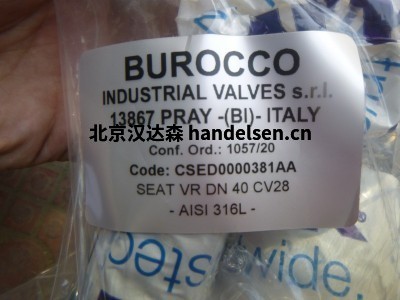 BUROCCO
INDUSTRIAL VALVES s.r.l.
13867 PRAY -(BI)- ITALY
北京汉达森 handelsen.cn
Conf. Ord.: 1057/20
Code: CSED0000381AA
SEAT VR DN 40 CV28
- AISI 316L -
wide.